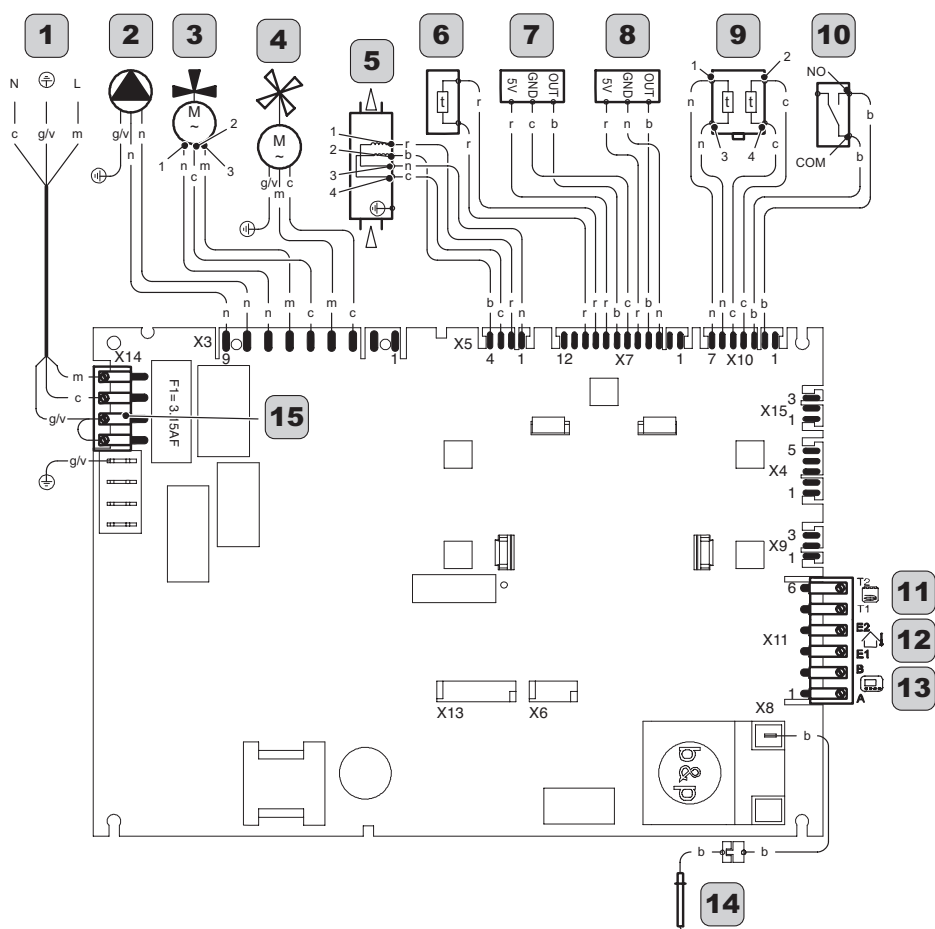 1 2 3 4 5 6 7 8 9 10
N L
c g/v m
g/v n
n
M
~
1 2 3
n c m
M
~
g/v m c
1 r
2 b
3 n
4 c
t
r
r
5V GND OUT
r c b
5V GND OUT
r n b
1 2
n t t c
n 3 4 c
NO
b
COM b
n n n m c m c
b c r n
r r r b c r b n
n n c c b b
X3 9 1
X5 4 1
12 X7 1
7 X10 1
X14
m
c
g/v
g/v
F1= 3.15AF
15
3
X15
1
5
X4
1
3
X9
1
6 T2 11
T1
X11 E2 12
E1
B
1 A 13
X13 X6 X8
b
b&p
b b
14